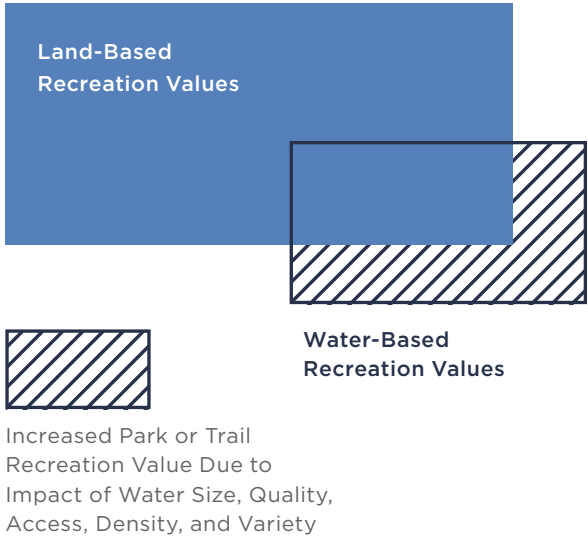 Land-Based
Recreation Values
Water-Based
Recreation Values
Increased Park or Trail
Recreation Value Due to
Impact of Water Size, Quality,
Access, Density, and Variety